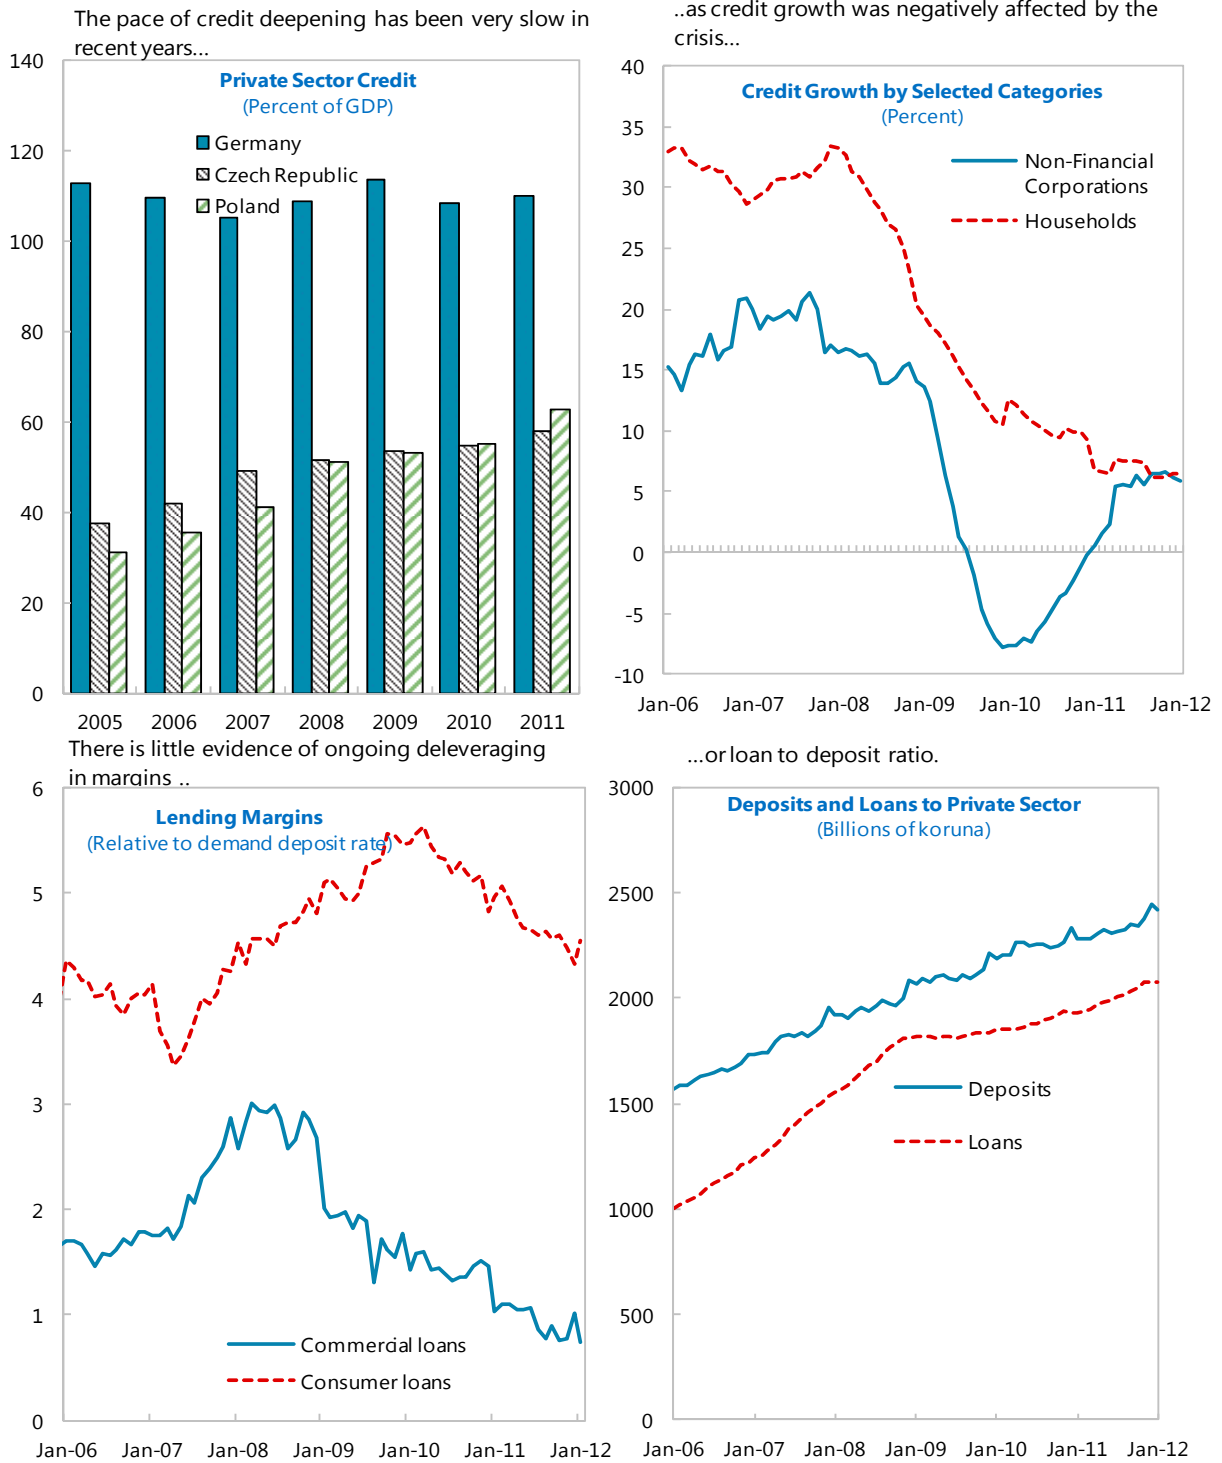 The pace of credit deepening has been very slow in
recent years...
Private Sector Credit
(Percent of GDP)
Germany
Czech Republic
Poland
140
120
100
80
60
40
20
0
2005 2006 2007 2008 2009 2010 2011
..as credit growth was negatively affected by the
crisis...
Credit Growth by Selected Categories
(Percent)
Non-Financial
Corporations
Households
40
35
30
25
20
15
10
5
0
-5
-10
Jan-06 Jan-07 Jan-08 Jan-09 Jan-10 Jan-11 Jan-12
There is little evidence of ongoing deleveraging
in margins ..
Lending Margins
(Relative to demand deposit rate)
6
5
4
3
2
1
0
Commercial loans
Consumer loans
Jan-06 Jan-07 Jan-08 Jan-09 Jan-10 Jan-11 Jan-12
...or loan to deposit ratio.
Deposits and Loans to Private Sector
(Billions of koruna)
3000
2500
2000
1500
1000
500
0
Deposits
Loans
Jan-06 Jan-07 Jan-08 Jan-09 Jan-10 Jan-11 Jan-12